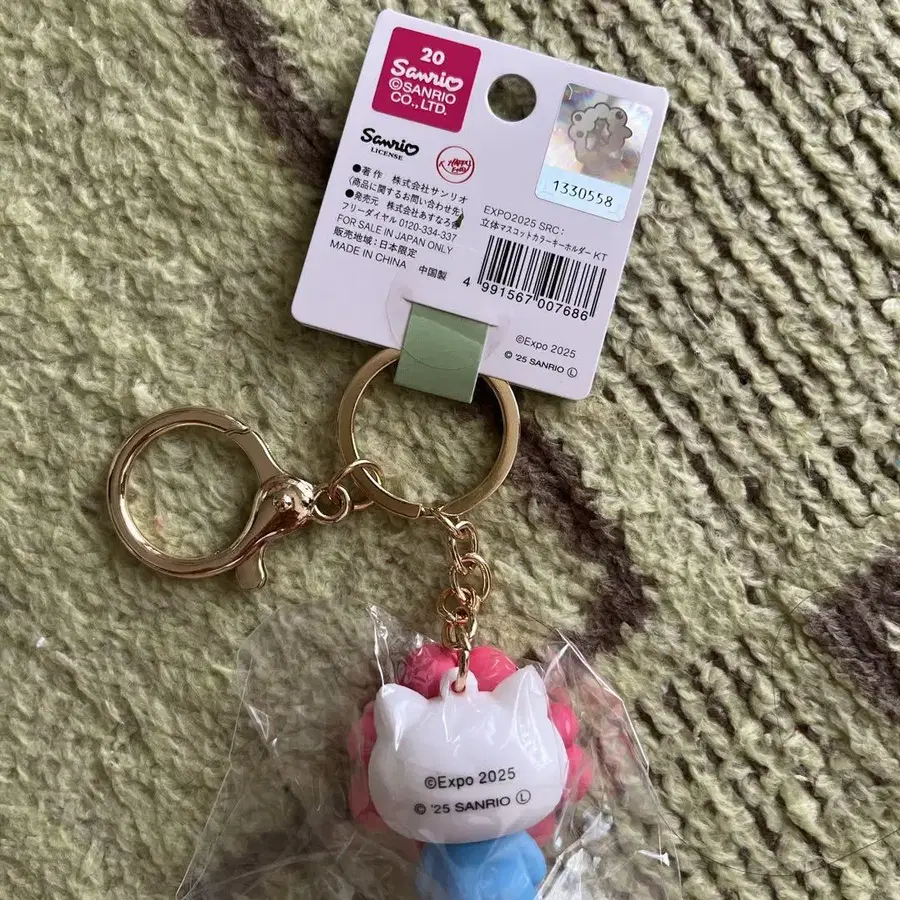 20
Sanrio
©SANRIO
CO., LTD.
Sanrio
LICENSE
HAPPY
1330558
●著作 株式会社サンリオ
(商品に関するお問い合わせ先)
●発売元 株式会社あすなろ舎
フリーダイヤル 0120-334-337
FOR SALE IN JAPAN ONLY
販売地域:日本限定
MADE IN CHINA 中国製
EXPO2025 SRC:
立体マスコットカラーキーホルダー KT
4 991567 007686
©Expo 2025
© '25 SANRIO Ⓛ
©Expo 2025
© '25 SANRIO Ⓛ